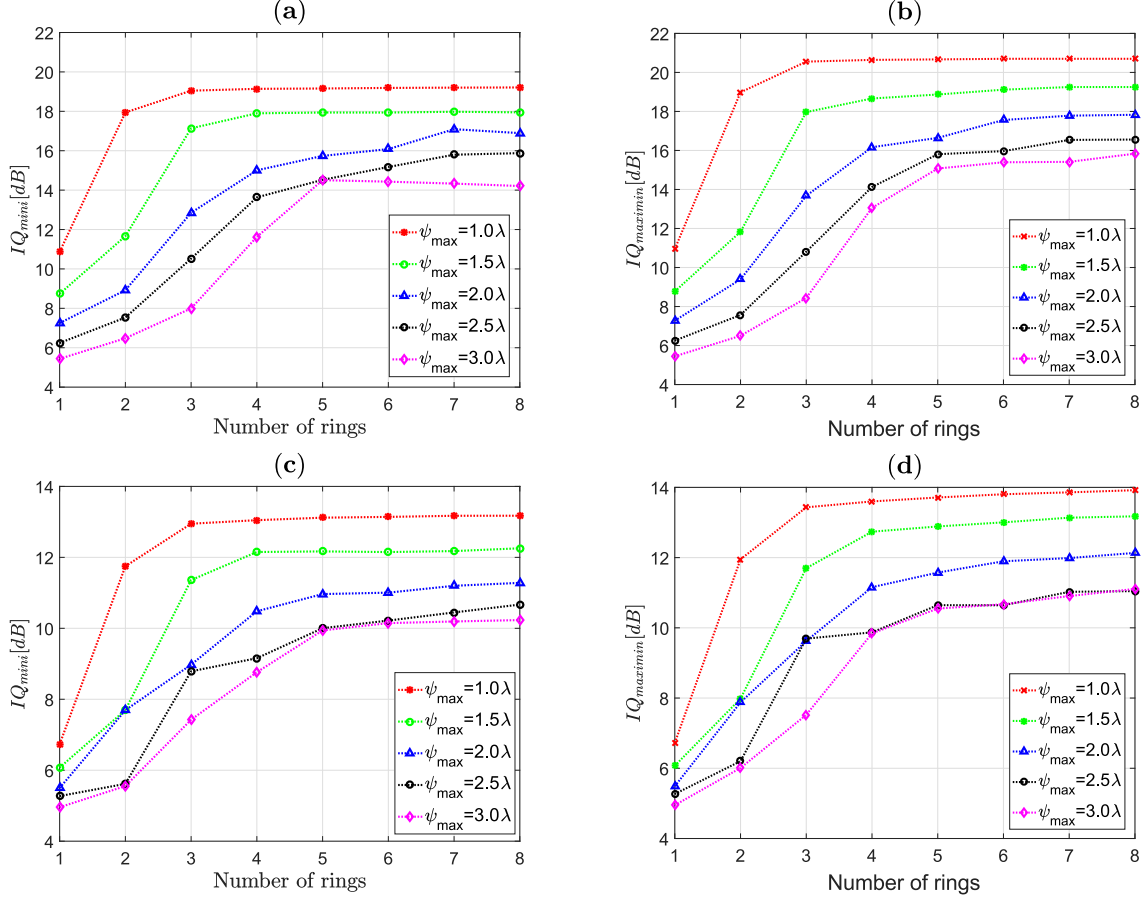 (a)
IQ_mini[dB]
22
20
18
16
14
12
10
8
6
4
ψ_max=1.0λ
ψ_max=1.5λ
ψ_max=2.0λ
ψ_max=2.5λ
ψ_max=3.0λ
1 2 3 4 5 6 7 8
Number of rings
(b)
IQ_maximin[dB]
22
20
18
16
14
12
10
8
6
4
ψ_max=1.0λ
ψ_max=1.5λ
ψ_max=2.0λ
ψ_max=2.5λ
ψ_max=3.0λ
1 2 3 4 5 6 7 8
Number of rings
(c)
IQ_mini[dB]
14
12
10
8
6
4
ψ_max=1.0λ
ψ_max=1.5λ
ψ_max=2.0λ
ψ_max=2.5λ
ψ_max=3.0λ
1 2 3 4 5 6 7 8
Number of rings
(d)
IQ_maximin[dB]
14
12
10
8
6
4
ψ_max=1.0λ
ψ_max=1.5λ
ψ_max=2.0λ
ψ_max=2.5λ
ψ_max=3.0λ
1 2 3 4 5 6 7 8
Number of rings